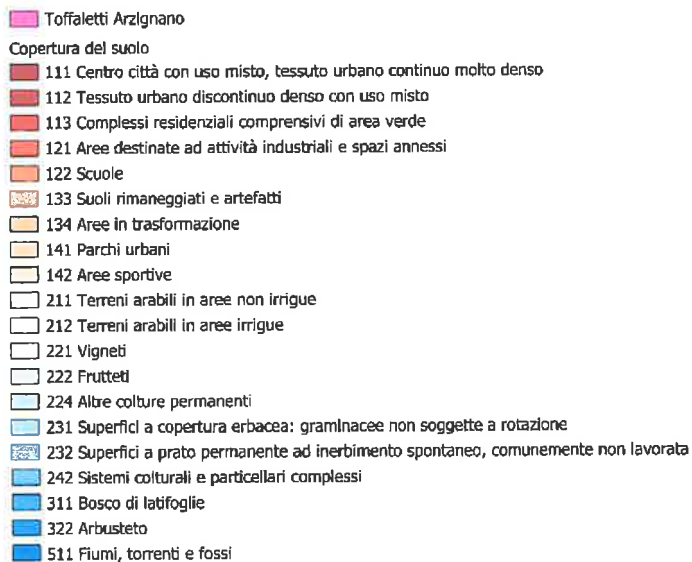 Toffaletti Arzignano
Copertura del suolo
111 Centro città con uso misto, tessuto urbano continuo molto denso
112 Tessuto urbano discontinuo denso con uso misto
113 Complessi residenziali comprensivi di area verde
121 Aree destinate ad attività industriali e spazi annessi
122 Scuole
133 Suoli rimaneggiati e artefatti
134 Aree in trasformazione
141 Parchi urbani
142 Aree sportive
211 Terreni arabili in aree non irrigue
212 Terreni arabili in aree irrigue
221 Vigneti
222 Frutteti
224 Altre colture permanenti
231 Superfici a copertura erbacea: graminacee non soggette a rotazione
232 Superfici a prato permanente ad inerbimento spontaneo, comunemente non lavorata
242 Sistemi colturali e particellari complessi
311 Bosco di latifoglie
322 Arbusteto
511 Fiumi, torrenti e fossi